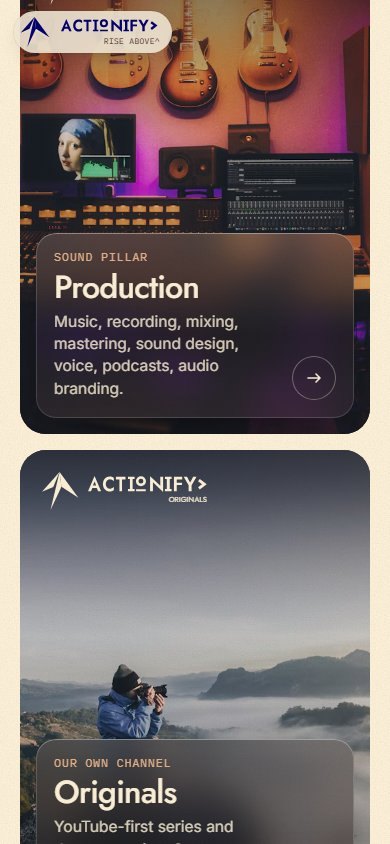 ACTIONIFY>
RISE ABOVE^
SOUND PILLAR
Production
Music, recording, mixing,
mastering, sound design,
voice, podcasts, audio
branding.
ACTIONIFY>
ORIGINALS
OUR OWN CHANNEL
Originals
YouTube-first series and